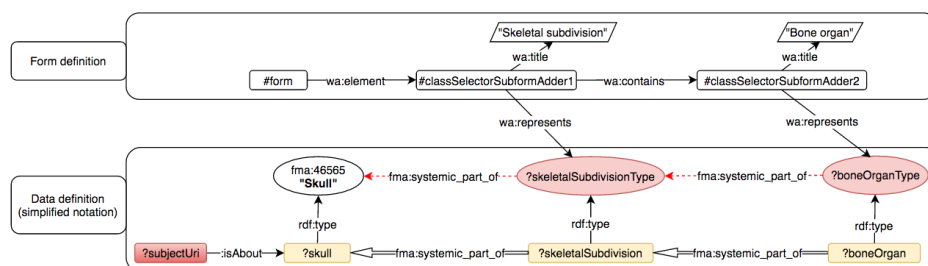 "Skeletal subdivision"
"Bone organ"
wa:title
wa:title
Form definition
#form
wa:element
#classSelectorSubformAdder1
wa:contains
#classSelectorSubformAdder2
wa:represents
wa:represents
fma:46565
"Skull"
fma:systemic_part_of
?skeletalSubdivisionType
fma:systemic_part_of
?boneOrganType
Data definition
(simplified notation)
rdf:type
rdf:type
rdf:type
?subjectUri
:isAbout
?skull
fma:systemic_part_of
?skeletalSubdivision
fma:systemic_part_of
?boneOrgan